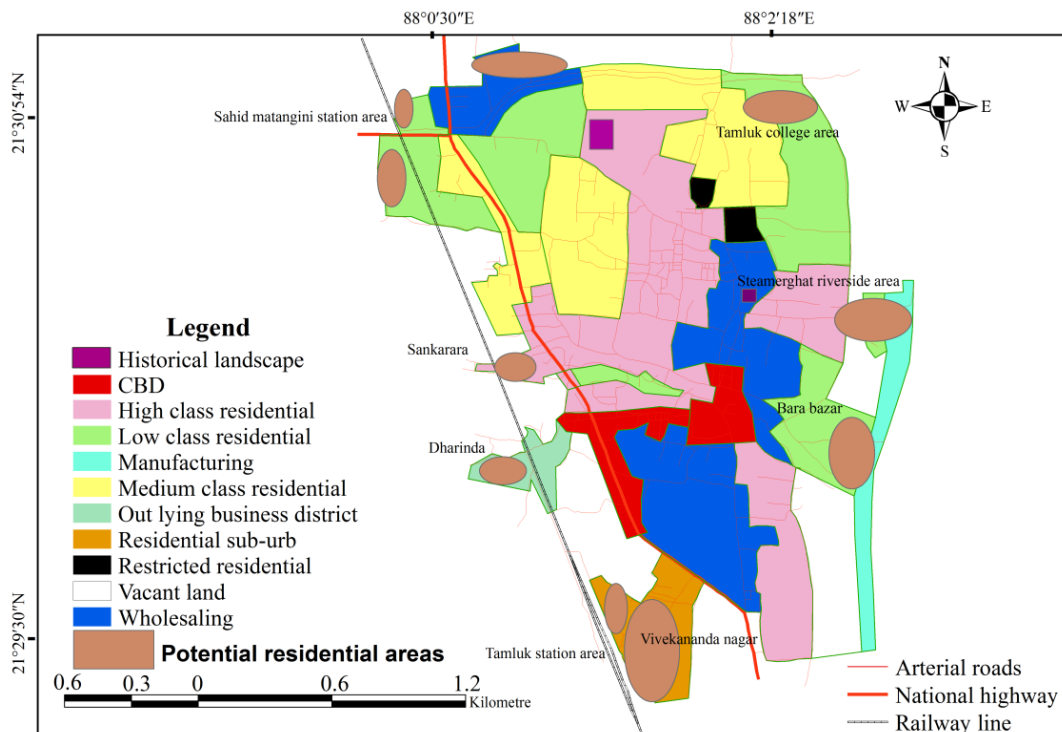 88°0′30″E
88°2′18″E
21°30′54″N
21°29′30″N
N
W
E
S
Sahid matangini station area
Tamluk college area
Steamerghat riverside area
Sankarara
Bara bazar
Dharinda
Vivekananda nagar
Tamluk station area
Legend
Historical landscape
CBD
High class residential
Low class residential
Manufacturing
Medium class residential
Out lying business district
Residential sub-urb
Restricted residential
Vacant land
Wholesaling
Potential residential areas
0.6 0.3 0 0.6 1.2
Kilometre
Arterial roads
National highway
Railway line